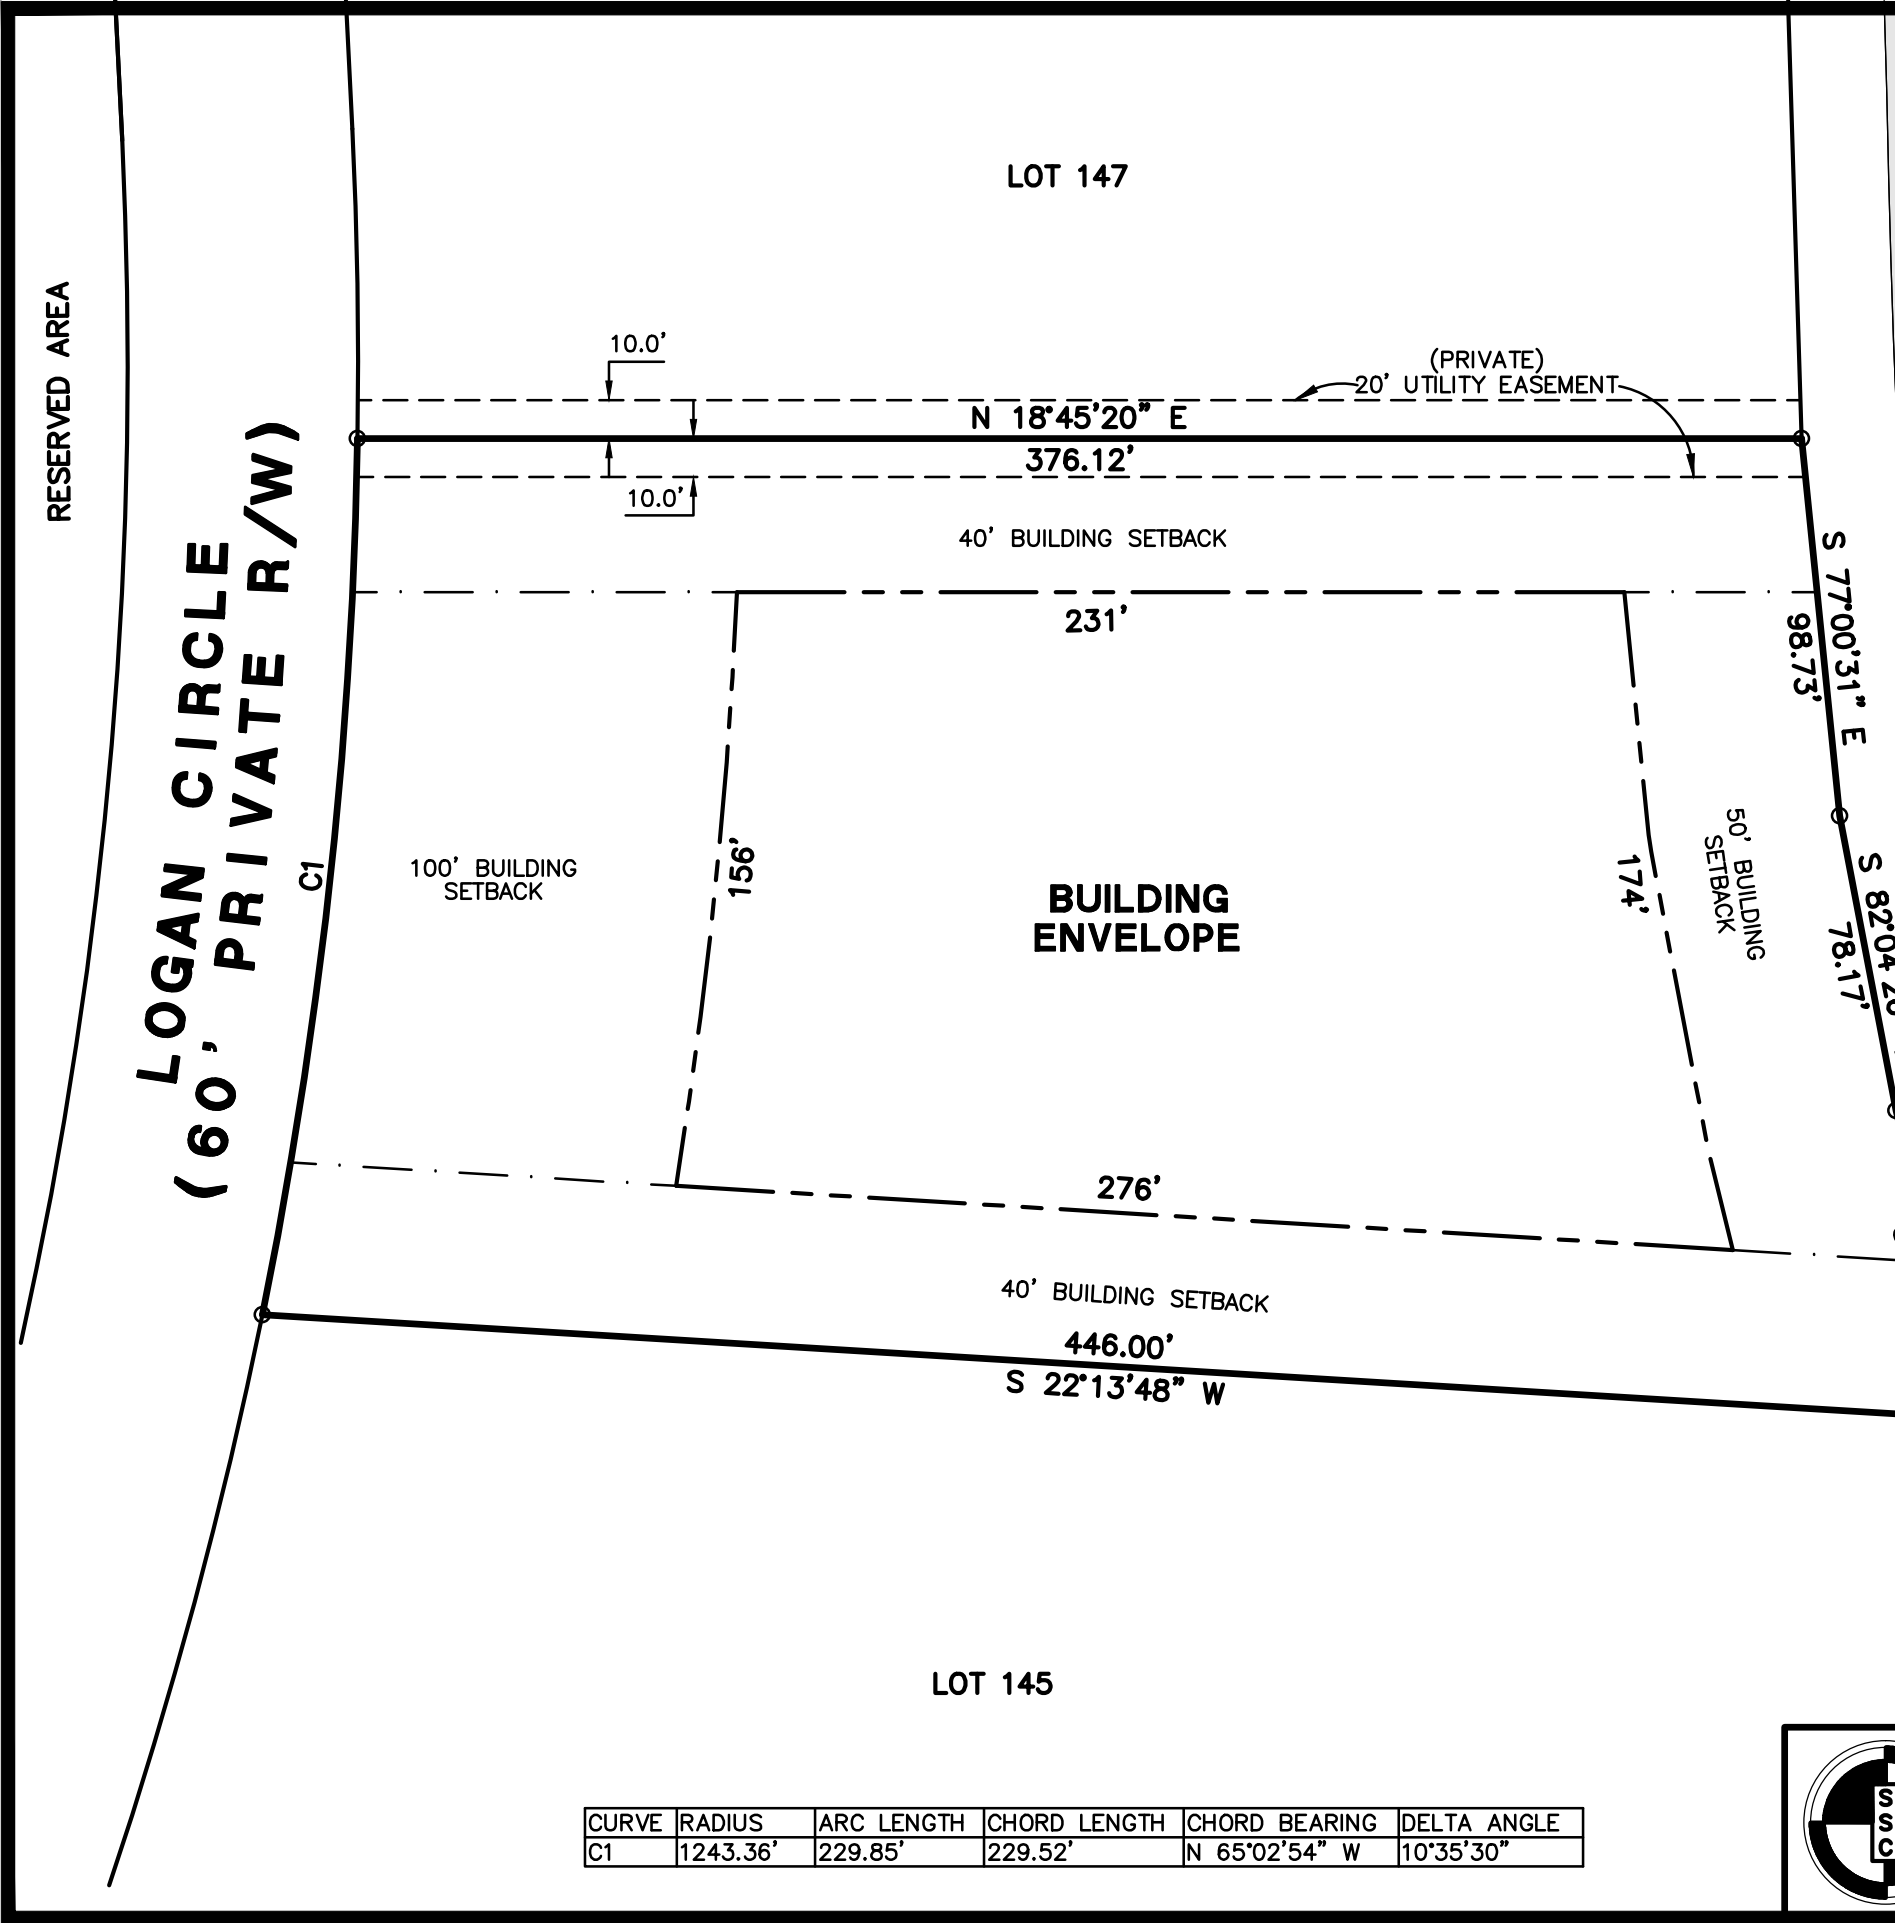 LOT 147
RESERVED AREA
10.0'
(PRIVATE)
20' UTILITY EASEMENT
N 18°45'20" E
376.12'
10.0'
40' BUILDING SETBACK
231'
S 77°00'31" E
98.73'
LOGAN CIRCLE
(60' PRIVATE R/W)
C1
100' BUILDING
SETBACK
156'
BUILDING
ENVELOPE
174'
50' BUILDING
SETBACK
S 82°04'
78.17'
276'
40' BUILDING SETBACK
446.00'
S 22°13'48" W
LOT 145
CURVE RADIUS ARC LENGTH CHORD LENGTH CHORD BEARING DELTA ANGLE
C1 1243.36' 229.85' 229.52' N 65°02'54" W 10°35'30"
S
S
C